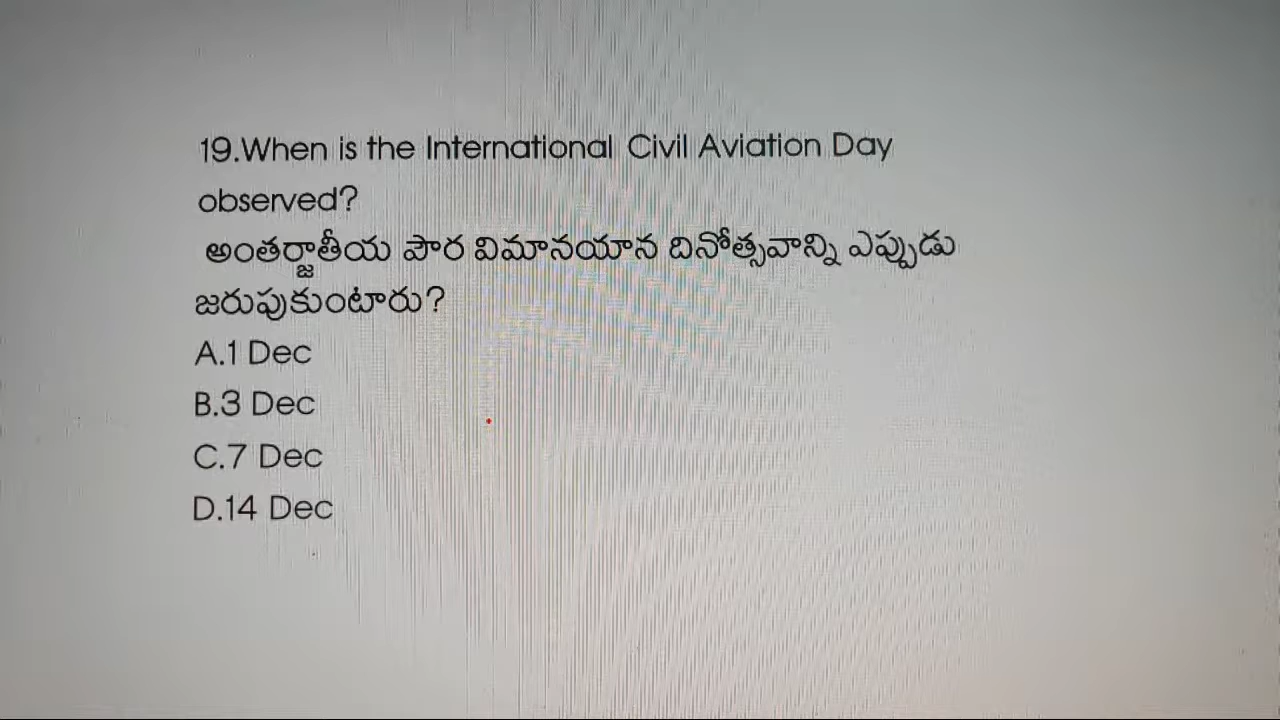 19.When is the International Civil Aviation Day
observed?
అంతర్జాతీయ పౌర విమానయాన దినోత్సవాన్ని ఎప్పుడు
జరుపుకుంటారు?
A.1 Dec
B.3 Dec
C.7 Dec
D.14 Dec